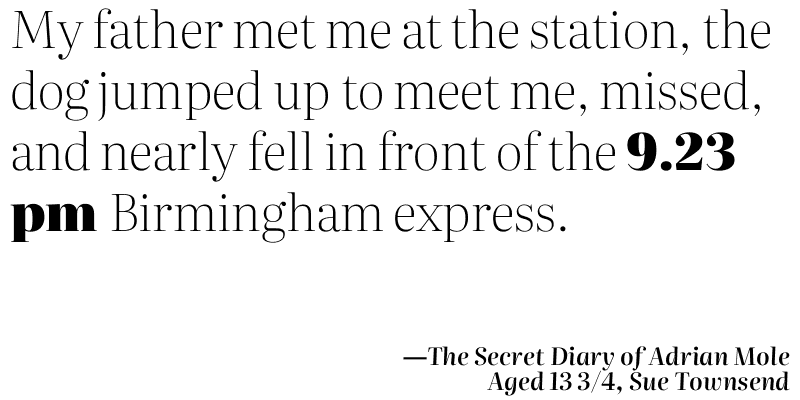 My father met me at the station, the
dog jumped up to meet me, missed,
and nearly fell in front of the 9.23
pm Birmingham express.
—The Secret Diary of Adrian Mole
Aged 13 3/4, Sue Townsend